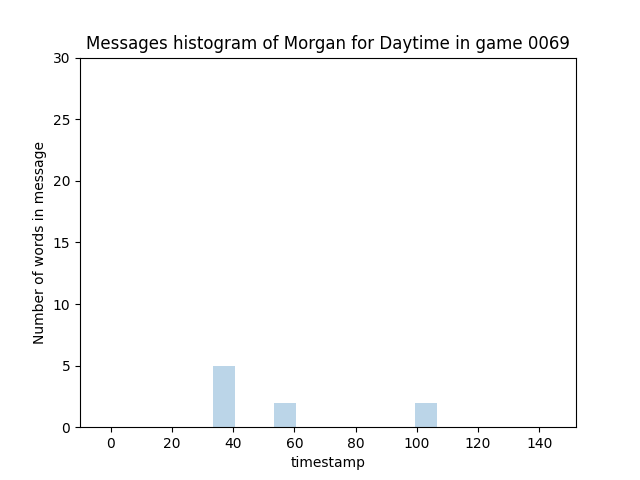 Messages histogram of Morgan for Daytime in game 0069
30
25
20
15
10
5
0
Number of words in message
0 20 40 60 80 100 120 140
timestamp